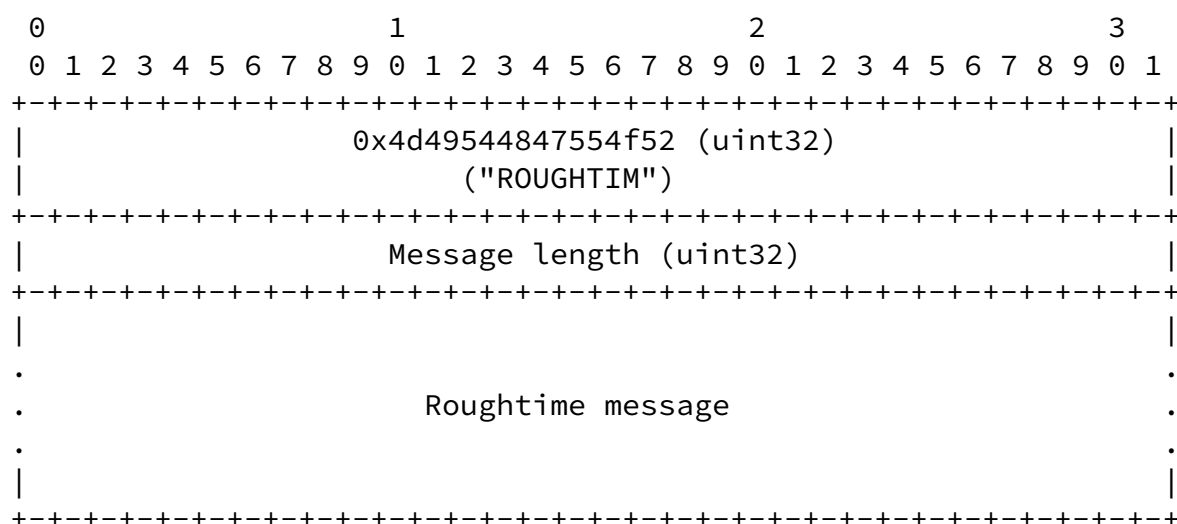 0                   1                   2                   3
0 1 2 3 4 5 6 7 8 9 0 1 2 3 4 5 6 7 8 9 0 1 2 3 4 5 6 7 8 9 0 1
+-+-+-+-+-+-+-+-+-+-+-+-+-+-+-+-+-+-+-+-+-+-+-+-+-+-+-+-+-+-+-+-+
|                  0x4d49544847554f52 (uint32)                  |
|                        ("ROUGHTIM")                           |
+-+-+-+-+-+-+-+-+-+-+-+-+-+-+-+-+-+-+-+-+-+-+-+-+-+-+-+-+-+-+-+-+
|                    Message length (uint32)                    |
+-+-+-+-+-+-+-+-+-+-+-+-+-+-+-+-+-+-+-+-+-+-+-+-+-+-+-+-+-+-+-+-+
|                                                               |
.                                                               .
.                      Roughtime message                        .
.                                                               .
|                                                               |
+-+-+-+-+-+-+-+-+-+-+-+-+-+-+-+-+-+-+-+-+-+-+-+-+-+-+-+-+-+-+-+-+